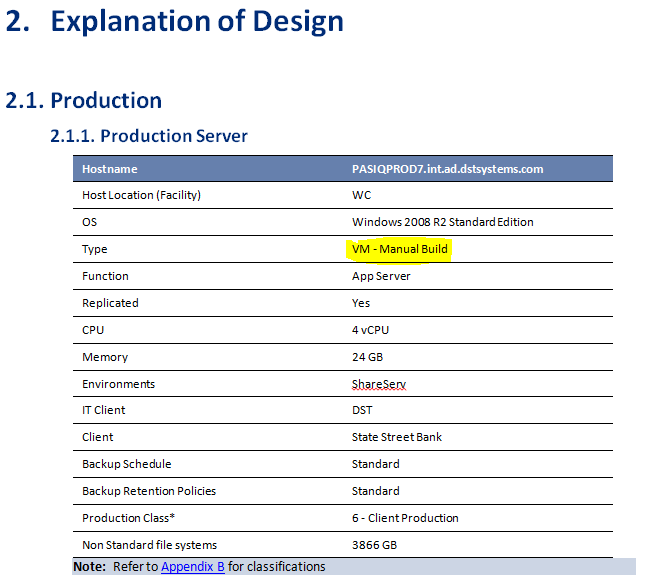 2. Explanation of Design
2.1. Production
2.1.1. Production Server
Hostname PASIQPROD7.int.ad.dstsystems.com
Host Location (Facility) WC
OS Windows 2008 R2 Standard Edition
Type VM - Manual Build
Function App Server
Replicated Yes
CPU 4 vCPU
Memory 24 GB
Environments ShareServ
IT Client DST
Client State Street Bank
Backup Schedule Standard
Backup Retention Policies Standard
Production Class* 6 - Client Production
Non Standard file systems 3866 GB
Note: Refer to Appendix B for classifications